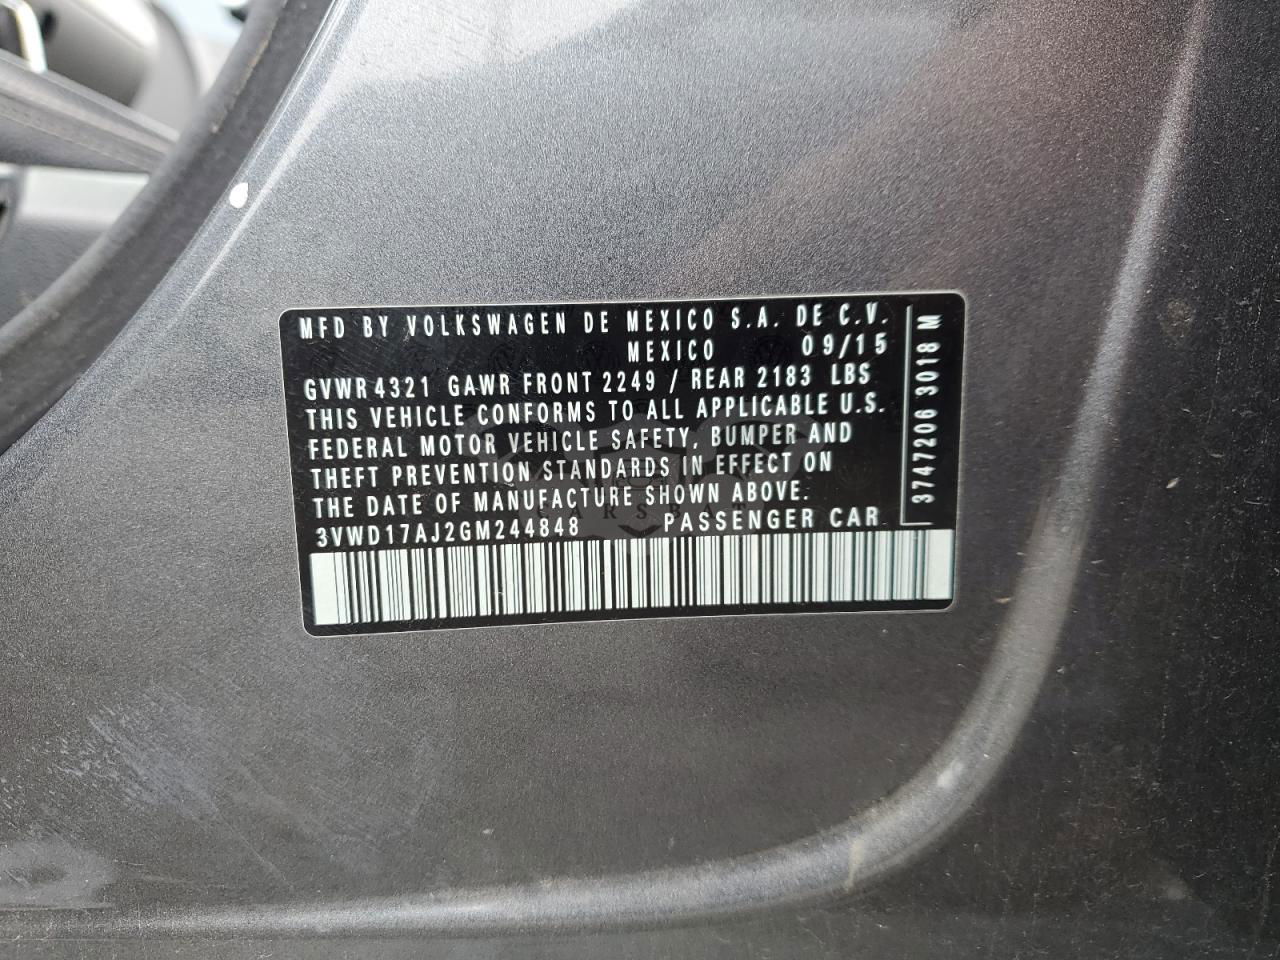 MFD BY VOLKSWAGEN DE MEXICO S.A. DE C.V.
MEXICO 09/15
GVWR 4321 GAWR FRONT 2249 / REAR 2183 LBS
THIS VEHICLE CONFORMS TO ALL APPLICABLE U.S.
FEDERAL MOTOR VEHICLE SAFETY, BUMPER AND
THEFT PREVENTION STANDARDS IN EFFECT ON
THE DATE OF MANUFACTURE SHOWN ABOVE.
3VWD17AJ2GM244848 PASSENGER CAR
3747206 3018 M
CARSBAT